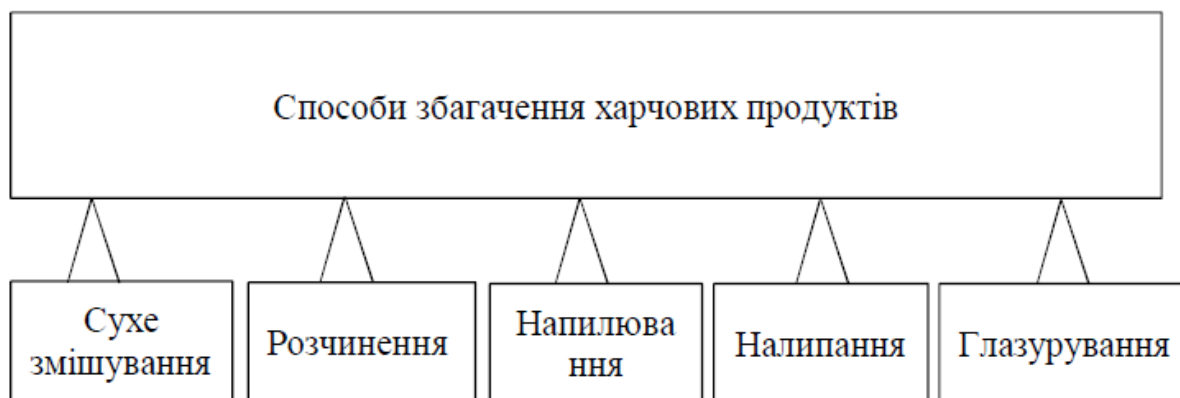 Способи збагачення харчових продуктів
Сухе
змішування
Розчинення
Напилюва
ння
Налипання
Глазурування